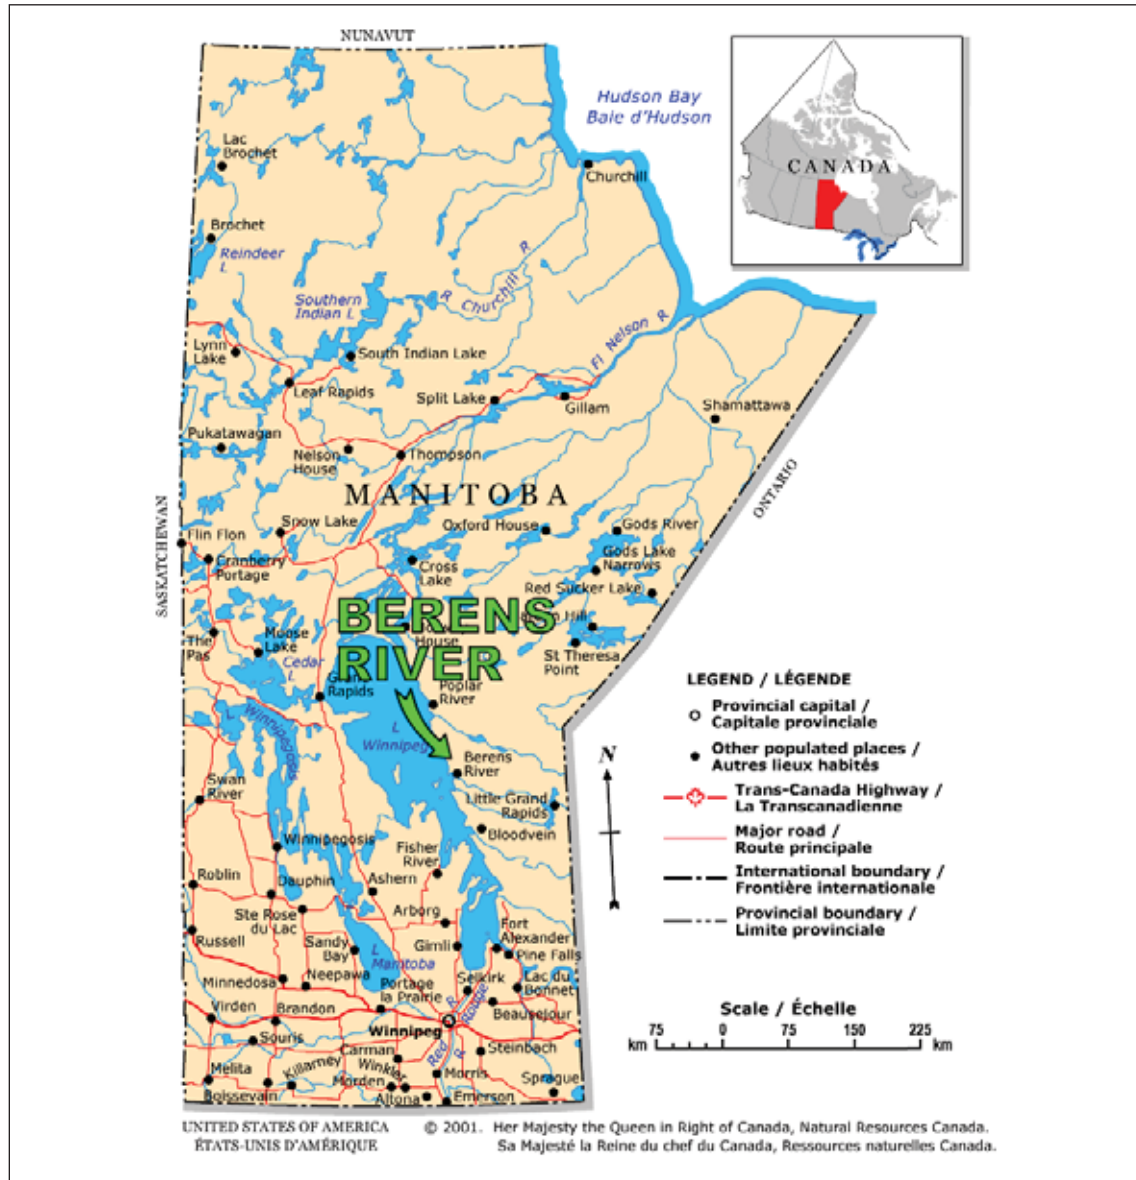 NUNAVUT
Hudson Bay
Baie d'Hudson
CANADA
Lac
Brochet
Churchill
Brochet
Reindeer
L
Southern
Indian L
R Churchill R
Fl Nelson R
Lynn
Lake
South Indian Lake
Leaf Rapids
Split Lake
Gillam
Shamattawa
Pukatawagan
Nelson
House
Thompson
MANITOBA
ONTARIO
SASKATCHEWAN
Snow Lake
Oxford House
Gods River
Flin Flon
Cranberry
Portage
Cross
Lake
Gods Lake
Narrows
Red Sucker Lake
BERENS
RIVER
Hill
House
The
Pas
Moose
Lake
Cedar
L
St Theresa
Point
Rapids
Poplar
River
L Winnipegosis
L
Winnipeg
Berens
River
Swan
River
Little Grand
Rapids
Bloodvein
Winnipegosis
Fisher
River
Roblin
Dauphin
Ashern
Ste Rose
du Lac
Arborg
Fort
Alexander
Russell
Sandy
Bay
Gimli
Pine Falls
L
Manitoba
Minnedosa
Neepawa
Portage
la Prairie
Selkirk
Lac du
Bonnet
Virden
Brandon
Beausejour
Winnipeg
Red R
R Rouge
Souris
Carman
Steinbach
Winkler
Melita
Killarney
Morden
Morris
Sprague
Boissevain
Altona
Emerson
LEGEND / LÉGENDE
Provincial capital /
Capitale provinciale
Other populated places /
Autres lieux habités
N
Trans-Canada Highway /
La Transcanadienne
Major road /
Route principale
International boundary /
Frontière internationale
Provincial boundary /
Limite provinciale
Scale / Échelle
75 0 75 150 225
km km
UNITED STATES OF AMERICA
ÉTATS-UNIS D'AMÉRIQUE
© 2001. Her Majesty the Queen in Right of Canada, Natural Resources Canada.
Sa Majesté la Reine du chef du Canada, Ressources naturelles Canada.